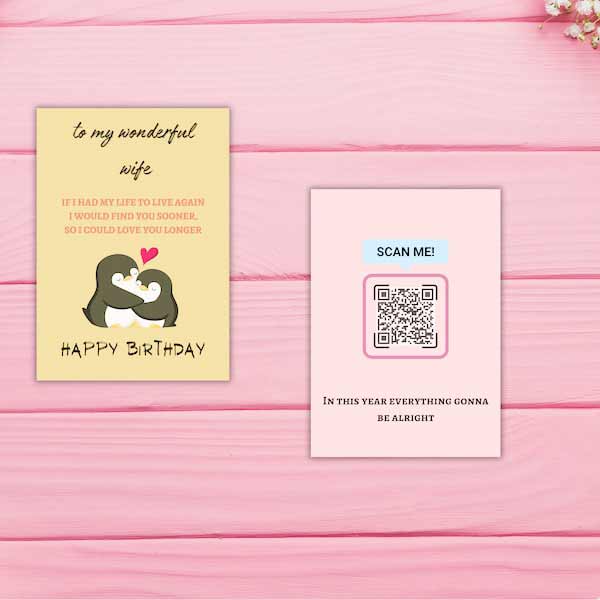 to my wonderful
wife
IF I HAD MY LIFE TO LIVE AGAIN
I WOULD FIND YOU SOONER,
SO I COULD LOVE YOU LONGER
HAPPY BIRTHDAY
SCAN ME!
IN THIS YEAR EVERYTHING GONNA
BE ALRIGHT